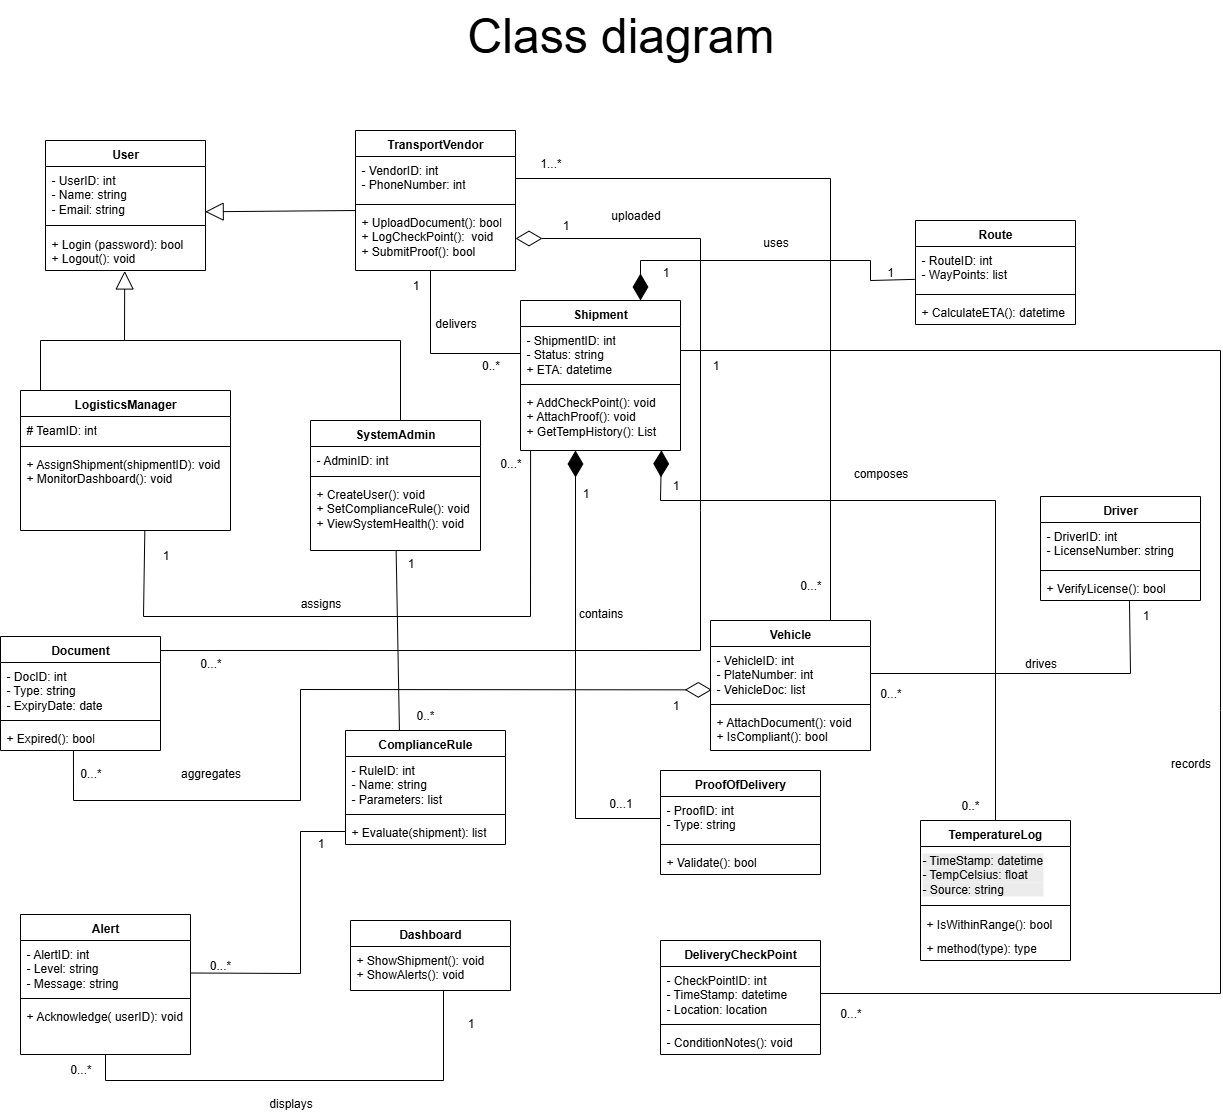 Class diagram
User
- UserID: int
- Name: string
- Email: string
+ Login (password): bool
+ Logout(): void
TransportVendor
- VendorID: int
- PhoneNumber: int
+ UploadDocument(): bool
+ LogCheckPoint():  void
+ SubmitProof(): bool
1...*
1
uploaded
uses
1
1
Route
- RouteID: int
- WayPoints: list
+ CalculateETA(): datetime
1
delivers
0..*
Shipment
- ShipmentID: int
- Status: string
+ ETA: datetime
+ AddCheckPoint(): void
+ AttachProof(): void
+ GetTempHistory(): List
1
LogisticsManager
# TeamID: int
+ AssignShipment(shipmentID): void
+ MonitorDashboard(): void
SystemAdmin
- AdminID: int
+ CreateUser(): void
+ SetComplianceRule(): void
+ ViewSystemHealth(): void
0...*
1
1
composes
Driver
- DriverID: int
- LicenseNumber: string
+ VerifyLicense(): bool
1
1
assigns
contains
0...*
1
Document
- DocID: int
- Type: string
- ExpiryDate: date
+ Expired(): bool
0...*
Vehicle
- VehicleID: int
- PlateNumber: int
- VehicleDoc: list
+ AttachDocument(): void
+ IsCompliant(): bool
drives
0...*
1
0..*
0...*
aggregates
ComplianceRule
- RuleID: int
- Name: string
- Parameters: list
+ Evaluate(shipment): list
1
records
ProofOfDelivery
- ProofID: int
- Type: string
+ Validate(): bool
0...1
0..*
TemperatureLog
- TimeStamp: datetime
- TempCelsius: float
- Source: string
+ IsWithinRange(): bool
+ method(type): type
Alert
- AlertID: int
- Level: string
- Message: string
+ Acknowledge( userID): void
0...*
Dashboard
+ ShowShipment(): void
+ ShowAlerts(): void
1
DeliveryCheckPoint
- CheckPointID: int
- TimeStamp: datetime
- Location: location
- ConditionNotes(): void
0...*
0...*
displays